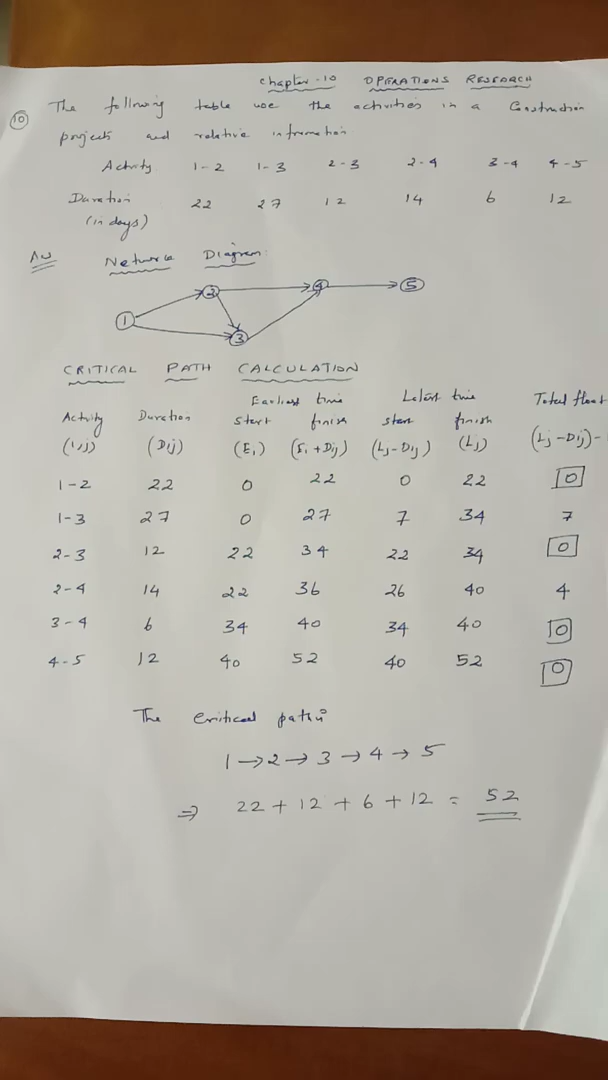 Chapter-10 OPERATIONS RESEARCH
(10) The following table use the activities in a Construction
projects and relative information
Activity 1-2 1-3 2-3 2-4 3-4 4-5
Duration 22 27 12 14 6 12
(in days)
Network Diagram:
2 4 5
1
3
CRITICAL PATH CALCULATION
Earliest time Latest time Total float
Activity Duration start finish start finish
(i,j) (Dij) (Ei) (Ei + Dij) (Lj-Dij) (Lj) (Lj-Dij)-
1-2 22 0 22 0 22 0
1-3 27 0 27 7 34 7
2-3 12 22 34 22 34 0
2-4 14 22 36 26 40 4
3-4 6 34 40 34 40 0
4-5 12 40 52 40 52 0
The critical path is
1 → 2 → 3 → 4 → 5
⇒ 22 + 12 + 6 + 12 = 52